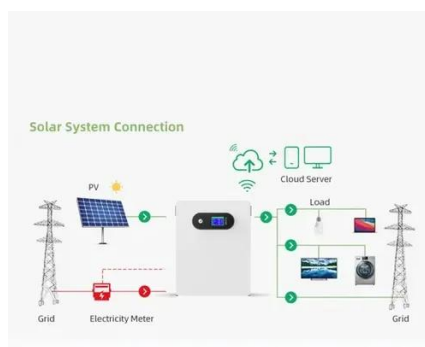 Solar System Connection
Cloud Server
PV
Load
Grid
Electricity Meter
Grid